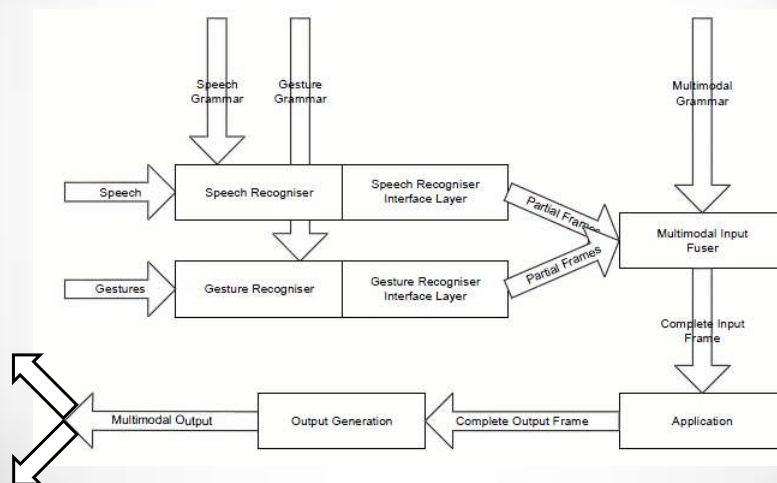 Speech
Grammar
Gesture
Grammar
Multimodal
Grammar
Speech
Speech Recogniser
Speech Recogniser
Interface Layer
Partial Frames
Multimodal Input
Fuser
Gestures
Gesture Recogniser
Gesture Recogniser
Interface Layer
Partial Frames
Complete Input
Frame
Multimodal Output
Output Generation
Complete Output Frame
Application